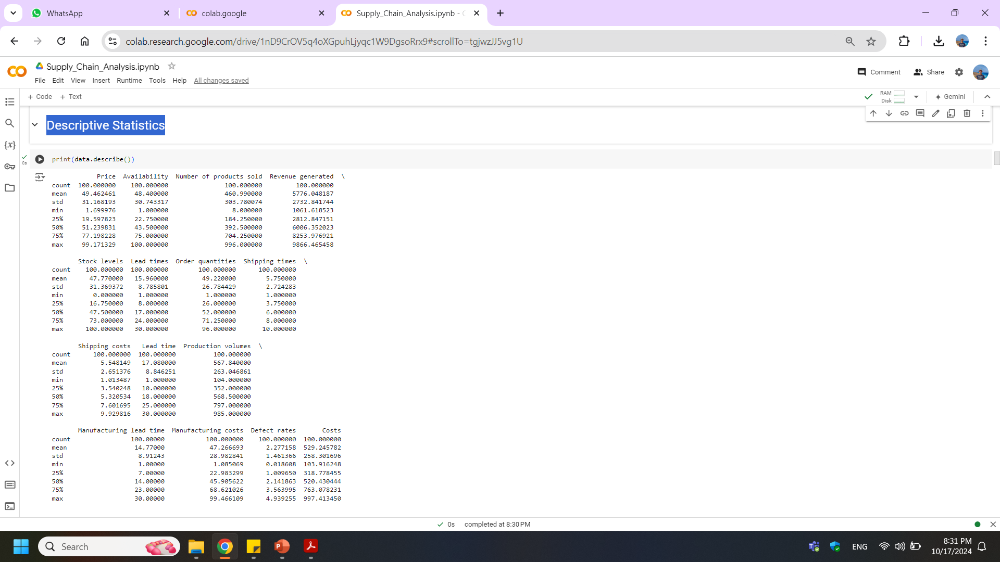 WhatsApp
colab.google
Supply_Chain_Analysis.ipynb -
colab.research.google.com/drive/1nD9CrOV5q4oXGpuhLjyqc1W9DgsoRrx9#scrollTo=tgjwzJJ5vg1U
Supply_Chain_Analysis.ipynb
Comment Share
File Edit View Insert Runtime Tools Help All changes saved
+ Code + Text
RAM
Disk
Gemini
Descriptive Statistics
0s
print(data.describe())
Price Availability Number of products sold Revenue generated \
count 100.000000 100.000000 100.000000 100.000000
mean 49.462461 48.400000 460.990000 5776.048187
std 31.168193 30.743317 303.780074 2732.841744
min 1.699976 1.000000 8.000000 1061.618523
25% 19.597823 22.750000 184.250000 2812.847151
50% 51.239831 43.500000 392.500000 6006.352023
75% 77.198228 75.000000 704.250000 8253.976921
max 99.171329 100.000000 996.000000 9866.465458
Stock levels Lead times Order quantities Shipping times \
count 100.000000 100.000000 100.000000 100.000000
mean 47.770000 15.960000 49.220000 5.750000
std 31.369372 8.785801 26.784429 2.724283
min 0.000000 1.000000 1.000000 1.000000
25% 16.750000 8.000000 26.000000 3.750000
50% 47.500000 17.000000 52.000000 6.000000
75% 73.000000 24.000000 71.250000 8.000000
max 100.000000 30.000000 96.000000 10.000000
Shipping costs Lead time Production volumes \
count 100.000000 100.000000 100.000000
mean 5.548149 17.080000 567.840000
std 2.651376 8.846251 263.046861
min 1.013487 1.000000 104.000000
25% 3.540248 10.000000 352.000000
50% 5.320534 18.000000 568.500000
75% 7.601695 25.000000 797.000000
max 9.929816 30.000000 985.000000
Manufacturing lead time Manufacturing costs Defect rates Costs
count 100.00000 100.000000 100.000000 100.000000
mean 14.77000 47.266693 2.277158 529.245782
std 8.91243 28.982841 1.461366 258.301696
min 1.00000 1.085069 0.018608 103.916248
25% 7.00000 22.983299 1.009650 318.778455
50% 14.00000 45.905622 2.141863 520.430444
75% 23.00000 68.621026 3.563995 763.078231
max 30.00000 99.466109 4.939255 997.413450
0s completed at 8:30 PM
Search
ENG
8:31 PM
10/17/2024